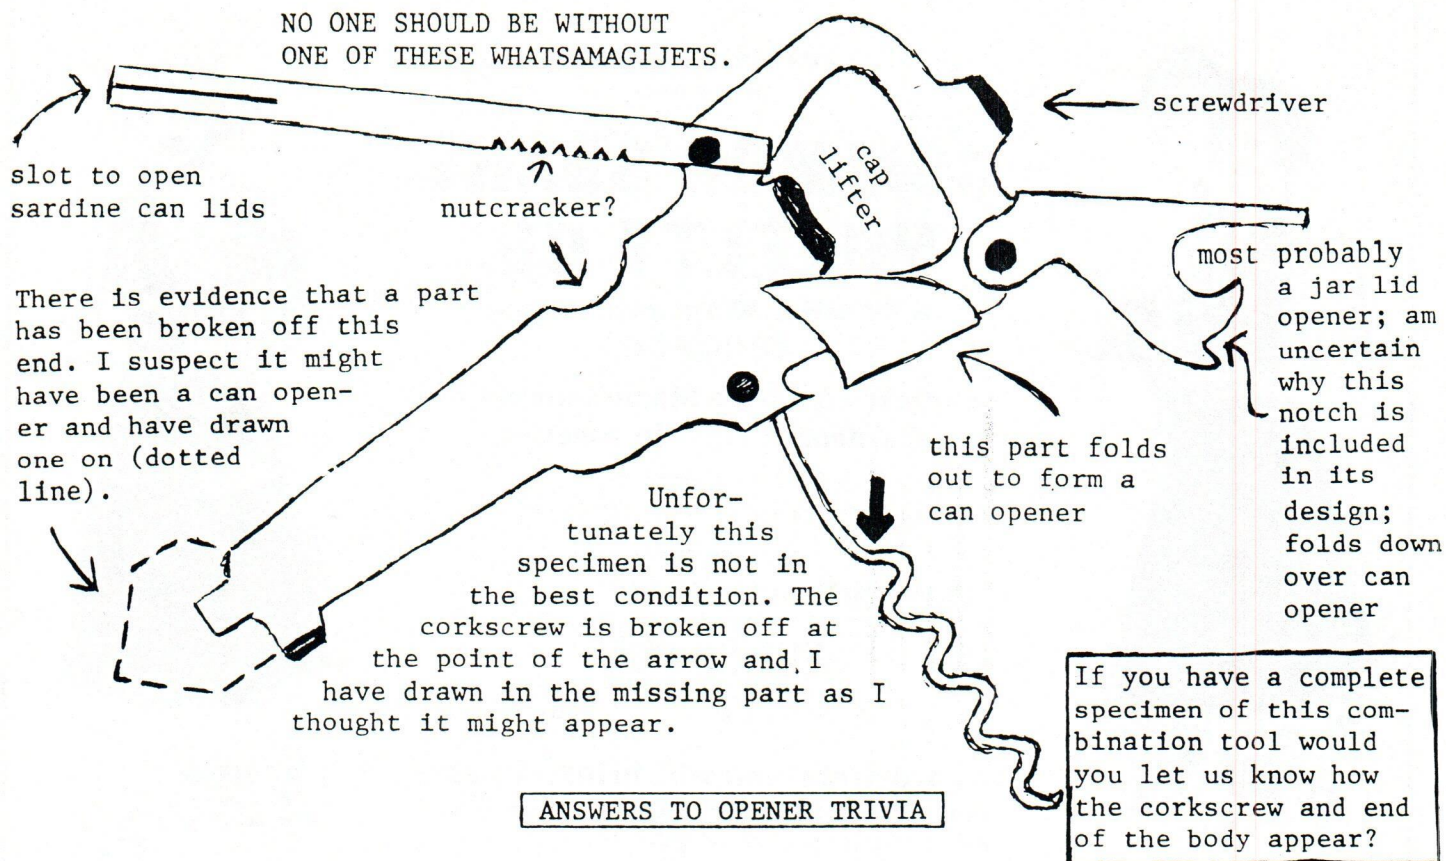 NO ONE SHOULD BE WITHOUT
ONE OF THESE WHATSAMAGIJETS.
screwdriver
slot to open
sardine can lids
nutcracker?
cap
lifter
most probably
a jar lid
opener; am
uncertain
why this
notch is
included
in its
design;
folds down
over can
opener
There is evidence that a part
has been broken off this
end. I suspect it might
have been a can open-
er and have drawn
one on (dotted
line).
this part folds
out to form a
can opener
Unfor-
tunately this
specimen is not in
the best condition. The
corkscrew is broken off at
the point of the arrow and I
have drawn in the missing part as I
thought it might appear.
If you have a complete
specimen of this com-
bination tool would
you let us know how
the corkscrew and end
of the body appear?
ANSWERS TO OPENER TRIVIA